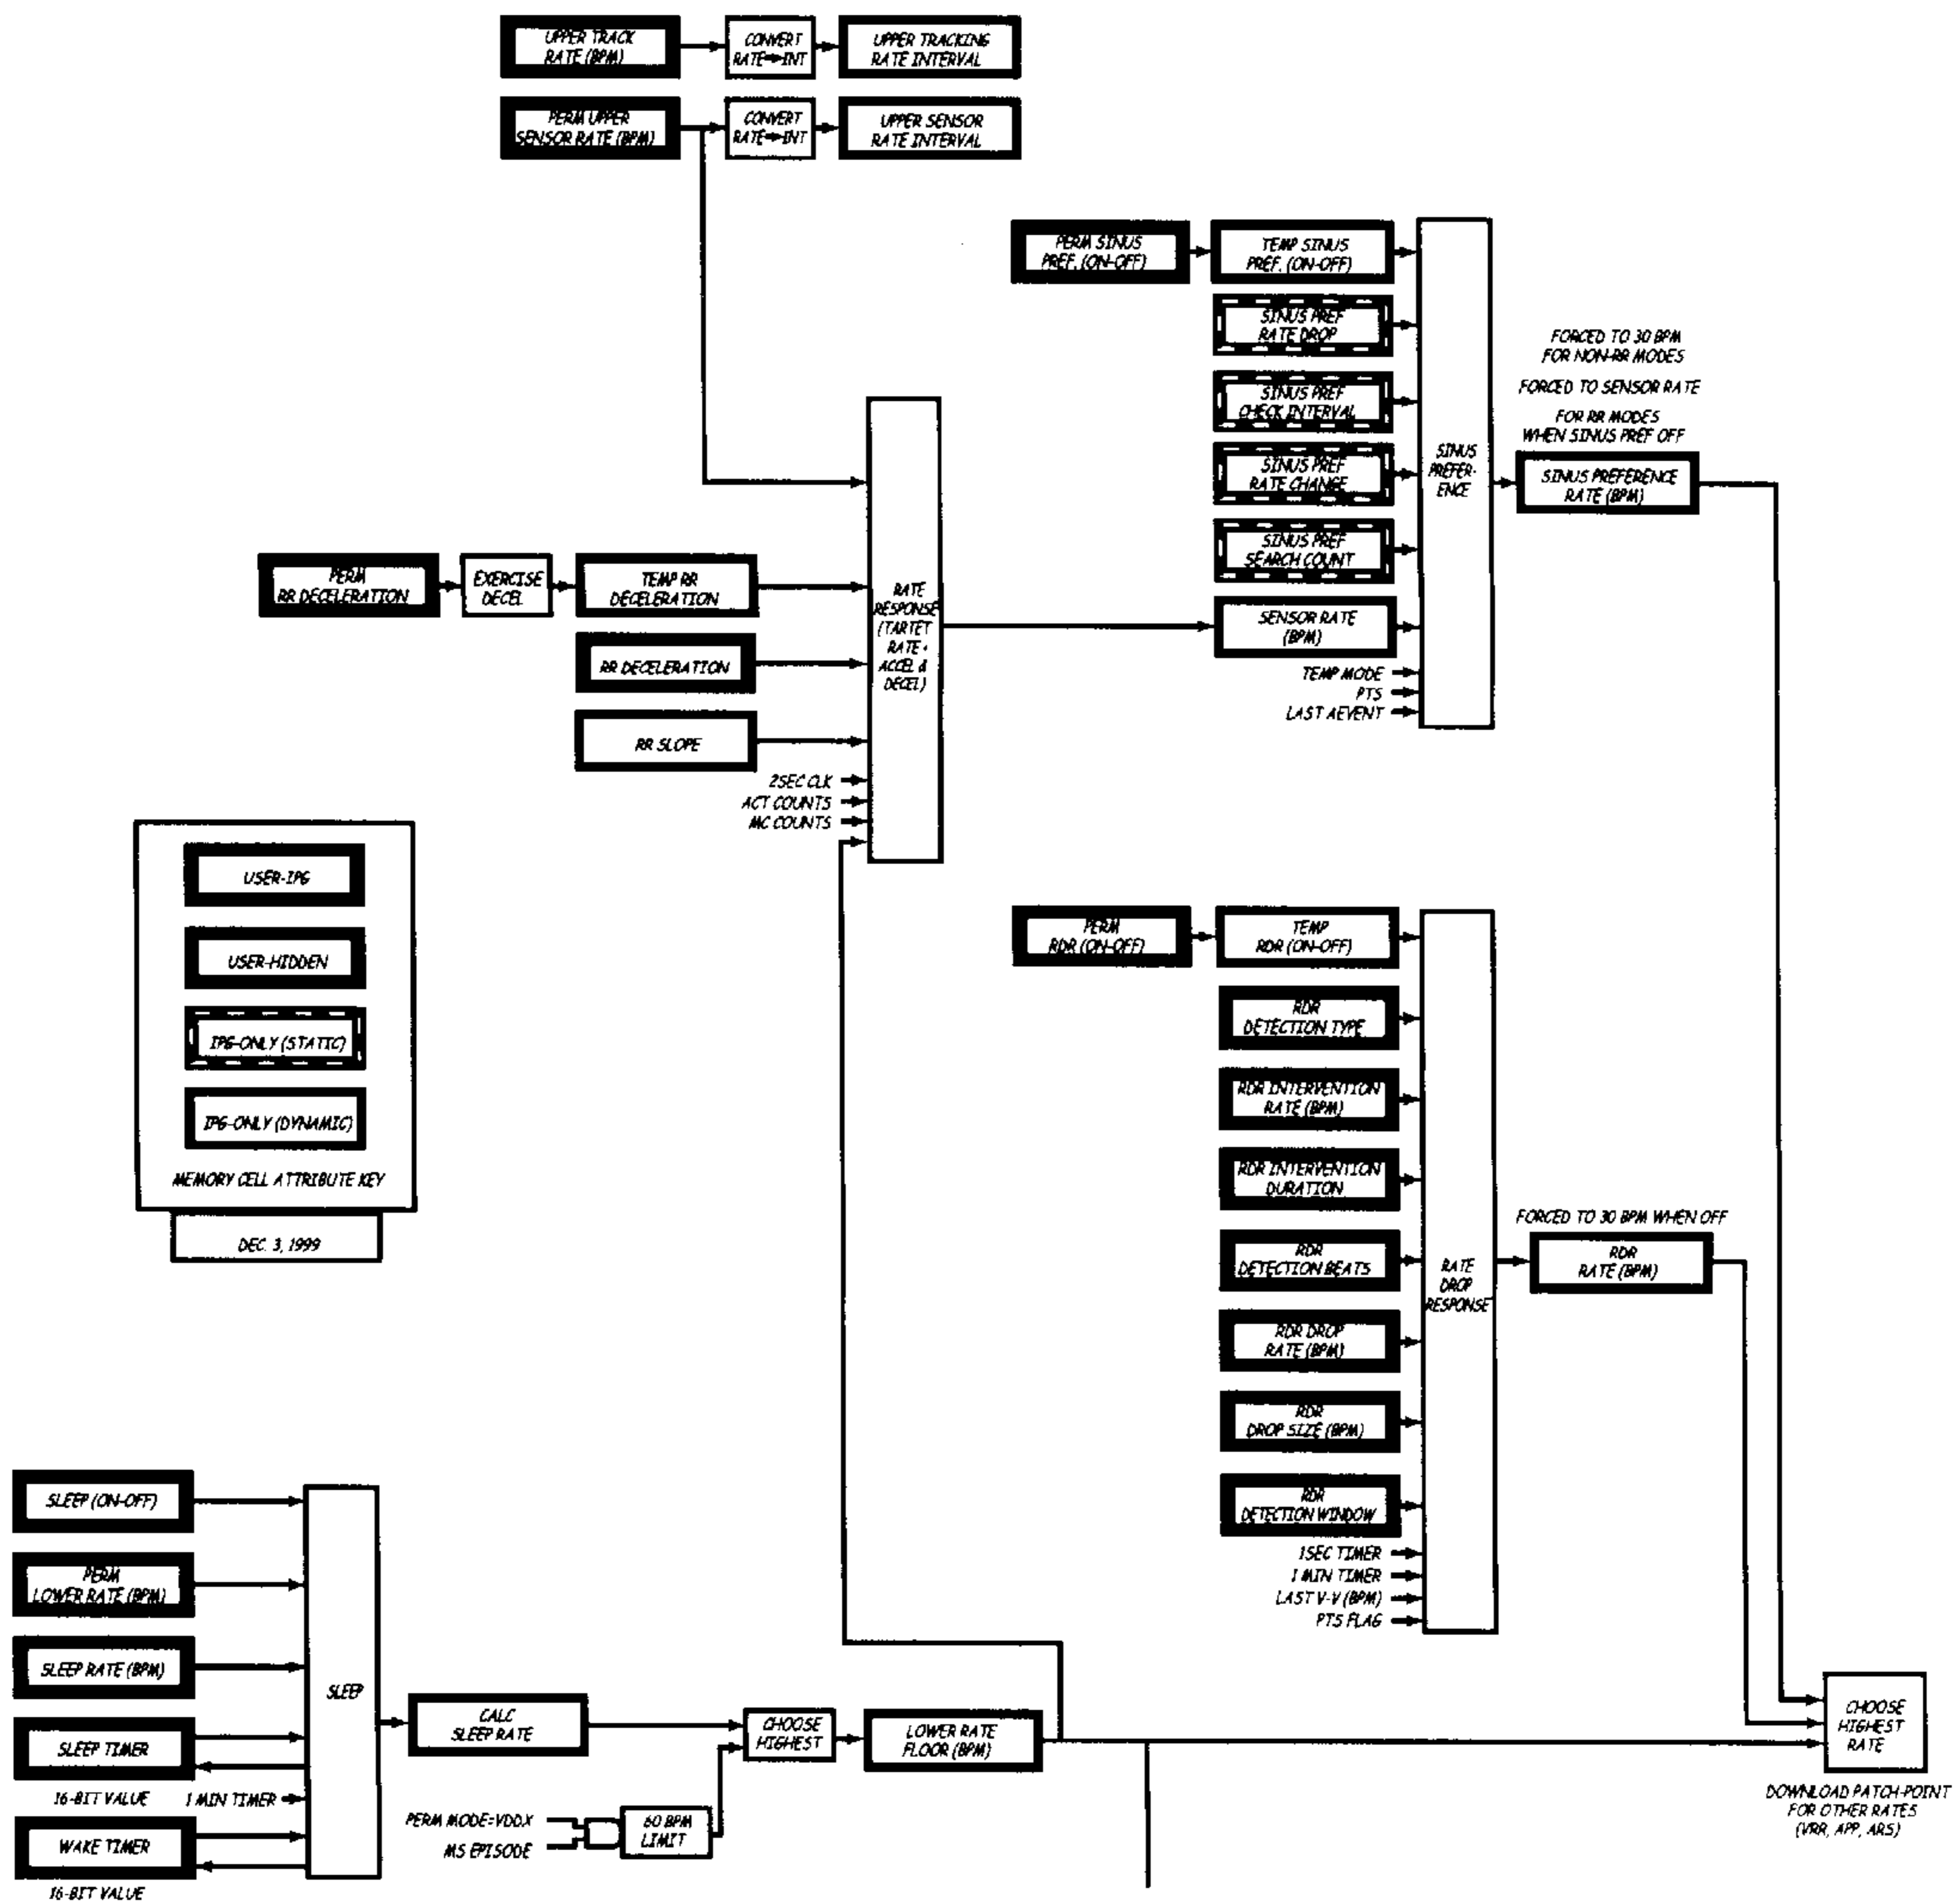 UPPER TRACK
RATE (BPM)
CONVERT
RATE➡INT
UPPER TRACKING
RATE INTERVAL
PERM UPPER
SENSOR RATE (BPM)
CONVERT
RATE➡INT
UPPER SENSOR
RATE INTERVAL
PERM SINUS
PREF. (ON-OFF)
TEMP SINUS
PREF. (ON-OFF)
SINUS PREF
RATE DROP
SINUS PREF
CHECK INTERVAL
SINUS PREF
RATE CHANGE
SINUS PREF
SEARCH COUNT
SENSOR RATE
(BPM)
TEMP MODE
PTS
LAST AEVENT
SINUS
PREFER-
ENCE
FORCED TO 30 BPM
FOR NON-RR MODES
FORCED TO SENSOR RATE
FOR RR MODES
WHEN SINUS PREF OFF
SINUS PREFERENCE
RATE (BPM)
PERM
RR DECELERATION
EXERCISE
DECEL
TEMP RR
DECELERATION
RR DECELERATION
RR SLOPE
2SEC CLK
ACT COUNTS
MC COUNTS
RATE
RESPONSE
(TARTET
RATE +
ACCEL &
DECEL)
USER-IPG
USER-HIDDEN
IPG-ONLY (STATIC)
IPG-ONLY (DYNAMIC)
MEMORY CELL ATTRIBUTE KEY
DEC. 3, 1999
PERM
RDR (ON-OFF)
TEMP
RDR (ON-OFF)
RDR
DETECTION TYPE
RDR INTERVENTION
RATE (BPM)
RDR INTERVENTION
DURATION
RDR
DETECTION BEATS
RDR DROP
RATE (BPM)
RDR
DROP SIZE (BPM)
RDR
DETECTION WINDOW
1SEC TIMER
1 MIN TIMER
LAST V-V (BPM)
PTS FLAG
RATE
DROP
RESPONSE
FORCED TO 30 BPM WHEN OFF
RDR
RATE (BPM)
SLEEP (ON-OFF)
PERM
LOWER RATE (BPM)
SLEEP RATE (BPM)
SLEEP TIMER
16-BIT VALUE
1 MIN TIMER
WAKE TIMER
16-BIT VALUE
SLEEP
CALC
SLEEP RATE
CHOOSE
HIGHEST
LOWER RATE
FLOOR (BPM)
PERM MODE=VDD.X
MS EPISODE
60 BPM
LIMIT
CHOOSE
HIGHEST
RATE
DOWNLOAD PATCH-POINT
FOR OTHER RATES
(VRR, APP, ARS)